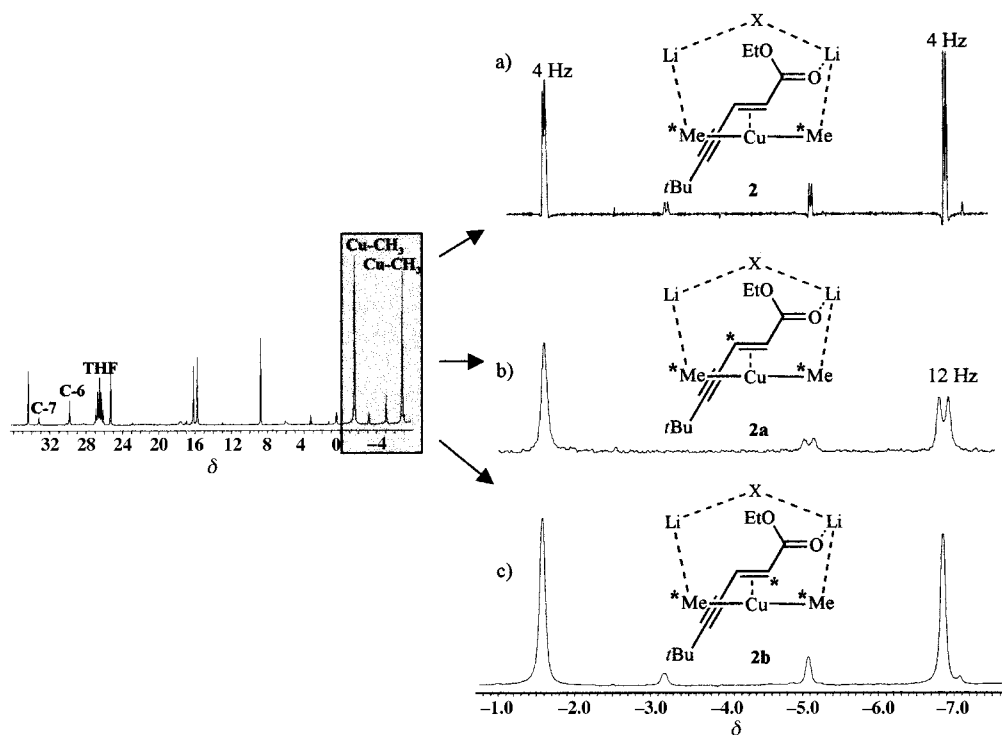 a)
4 Hz
4 Hz
X
Li
Li
EtO
O
*Me
Cu
*Me
tBu
2
Cu-CH3
Cu-CH3
THF
C-7
C-6
32 28 24 20 16 12 8 4 0 −4
δ
b)
12 Hz
X
Li
Li
EtO
O
*
*Me
Cu
*Me
tBu
2a
c)
X
Li
Li
EtO
O
*
*Me
Cu
*Me
tBu
2b
−1.0 −2.0 −3.0 −4.0 −5.0 −6.0 −7.0
δ